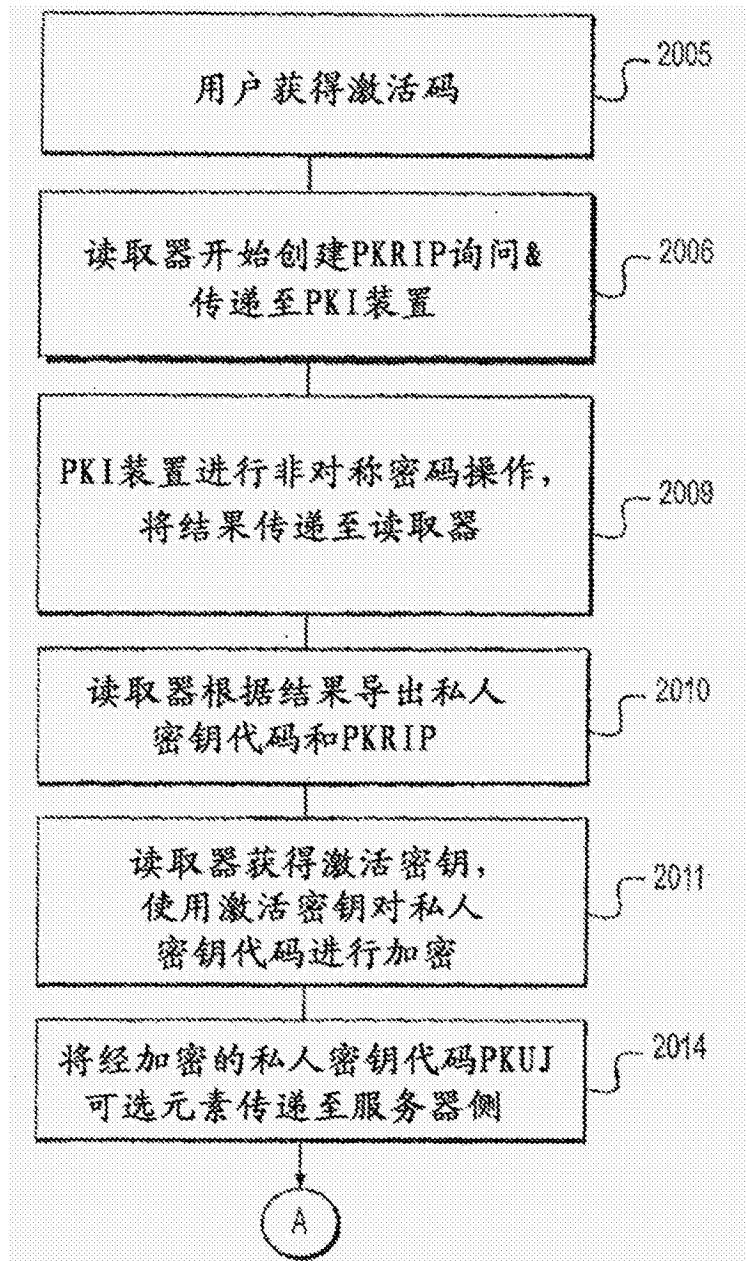 用户获得激活码
2005
读取器开始创建PKRIP询问&
传递至PKI装置
2006
PKI装置进行非对称密码操作,
将结果传递至读取器
2009
读取器根据结果导出私人
密钥代码和PKRIP
2010
读取器获得激活密钥,
使用激活密钥对私人
密钥代码进行加密
2011
将经加密的私人密钥代码PKUJ
可选元素传递至服务器侧
2014
A